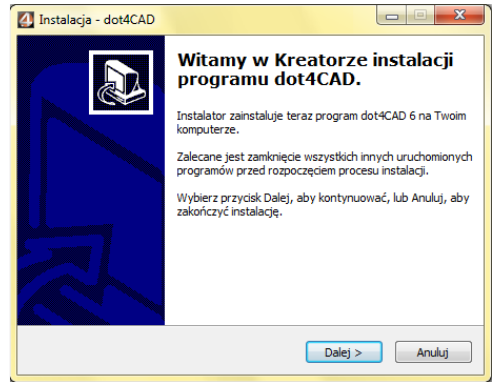 Instalacja - dot4CAD
Witamy w Kreatorze instalacji
programu dot4CAD.
Instalator zainstaluje teraz program dot4CAD 6 na Twoim
komputerze.
Zalecane jest zamknięcie wszystkich innych uruchomionych
programów przed rozpoczęciem procesu instalacji.
Wybierz przycisk Dalej, aby kontynuować, lub Anuluj, aby
zakończyć instalację.
Dalej >
Anuluj